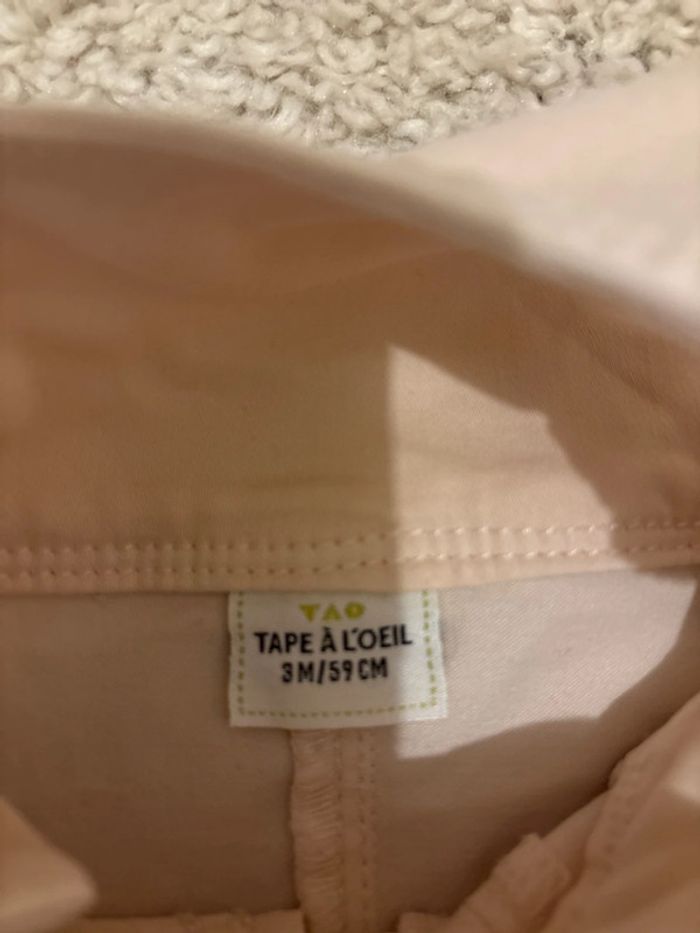 TAO
TAPE À L'OEIL
3M/59CM